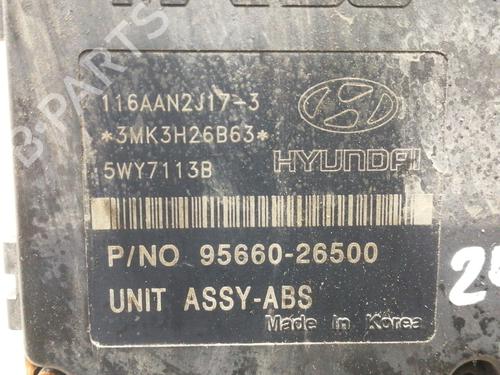 116AAN2J17-3
*3MK3H26B63*
5WY7113B
HYUNDAI
P/NO 95660-26500
UNIT ASSY-ABS
Made In Korea
B-PARTS